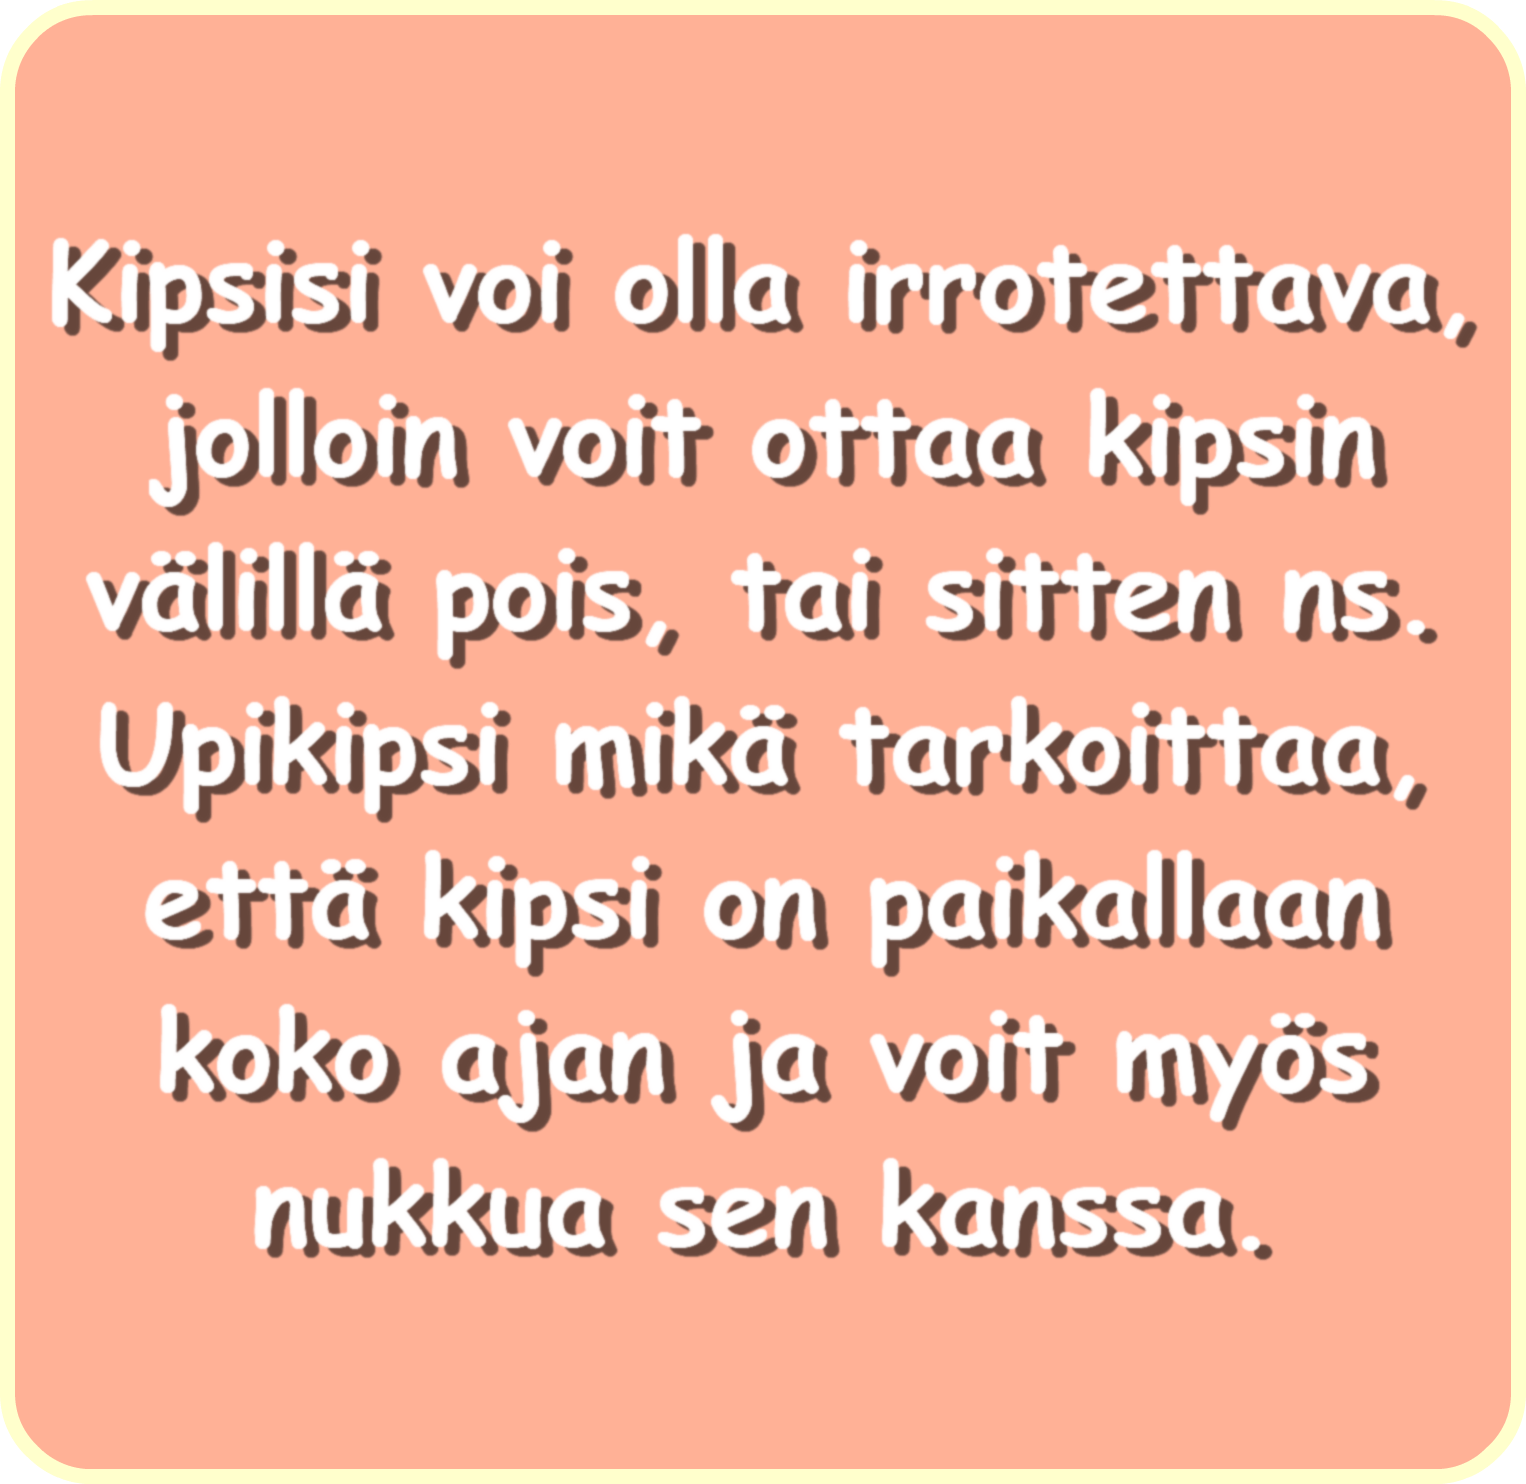 Kipsisi voi olla irrotettava,
jolloin voit ottaa kipsin
välillä pois, tai sitten ns.
Upikipsi mikä tarkoittaa,
että kipsi on paikallaan
koko ajan ja voit myös
nukkua sen kanssa.